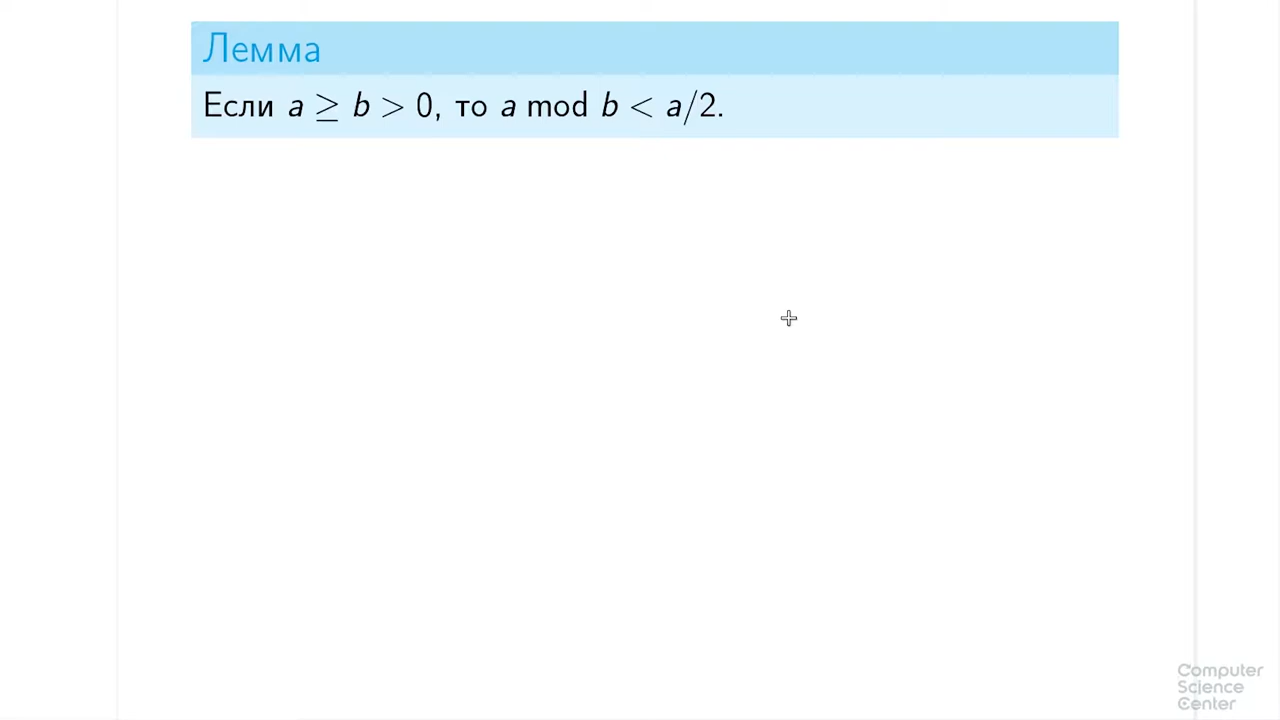 Лемма
Если a ≥ b > 0, то a mod b < a/2.
Computer
Science
Center